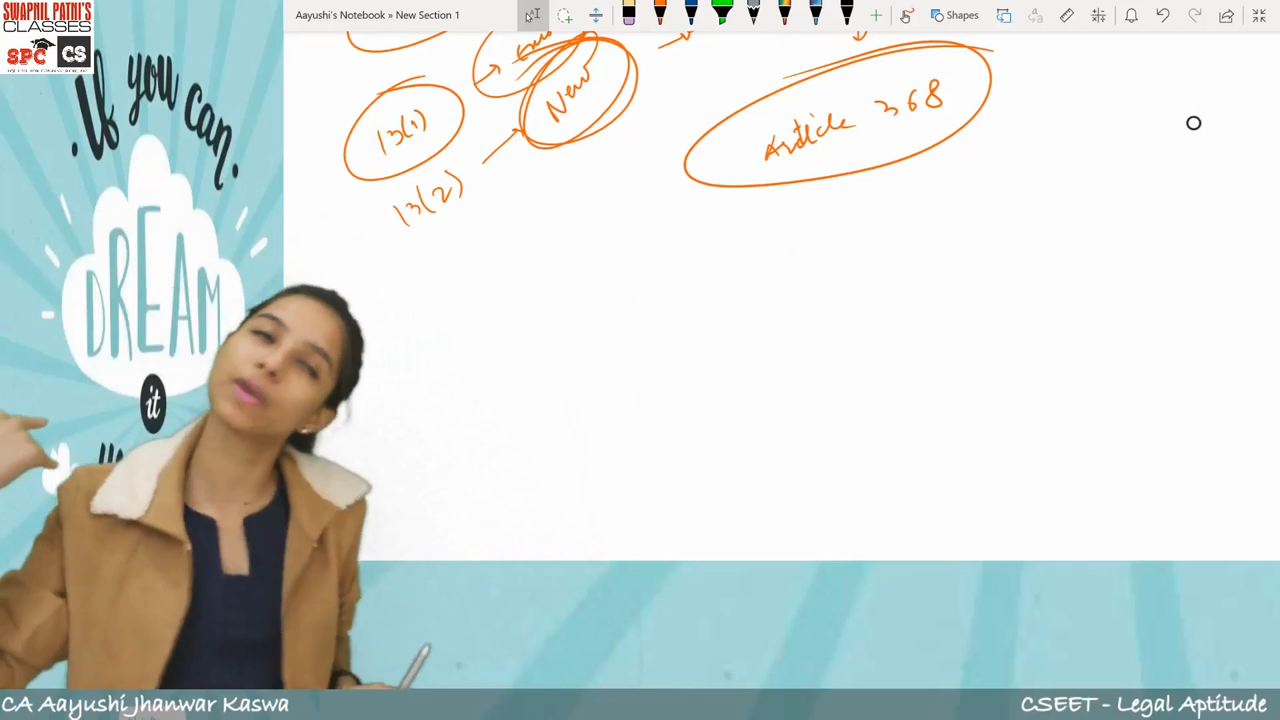 SWAPNIL PATNI'S
CLASSES
SPC CS
Aayushi's Notebook » New Section 1
Shapes
If you can
DREAM
it
New
13(1)
13(2)
Article 368
CA Aayushi Jhanwar Kaswa
CSEET - Legal Aptitude